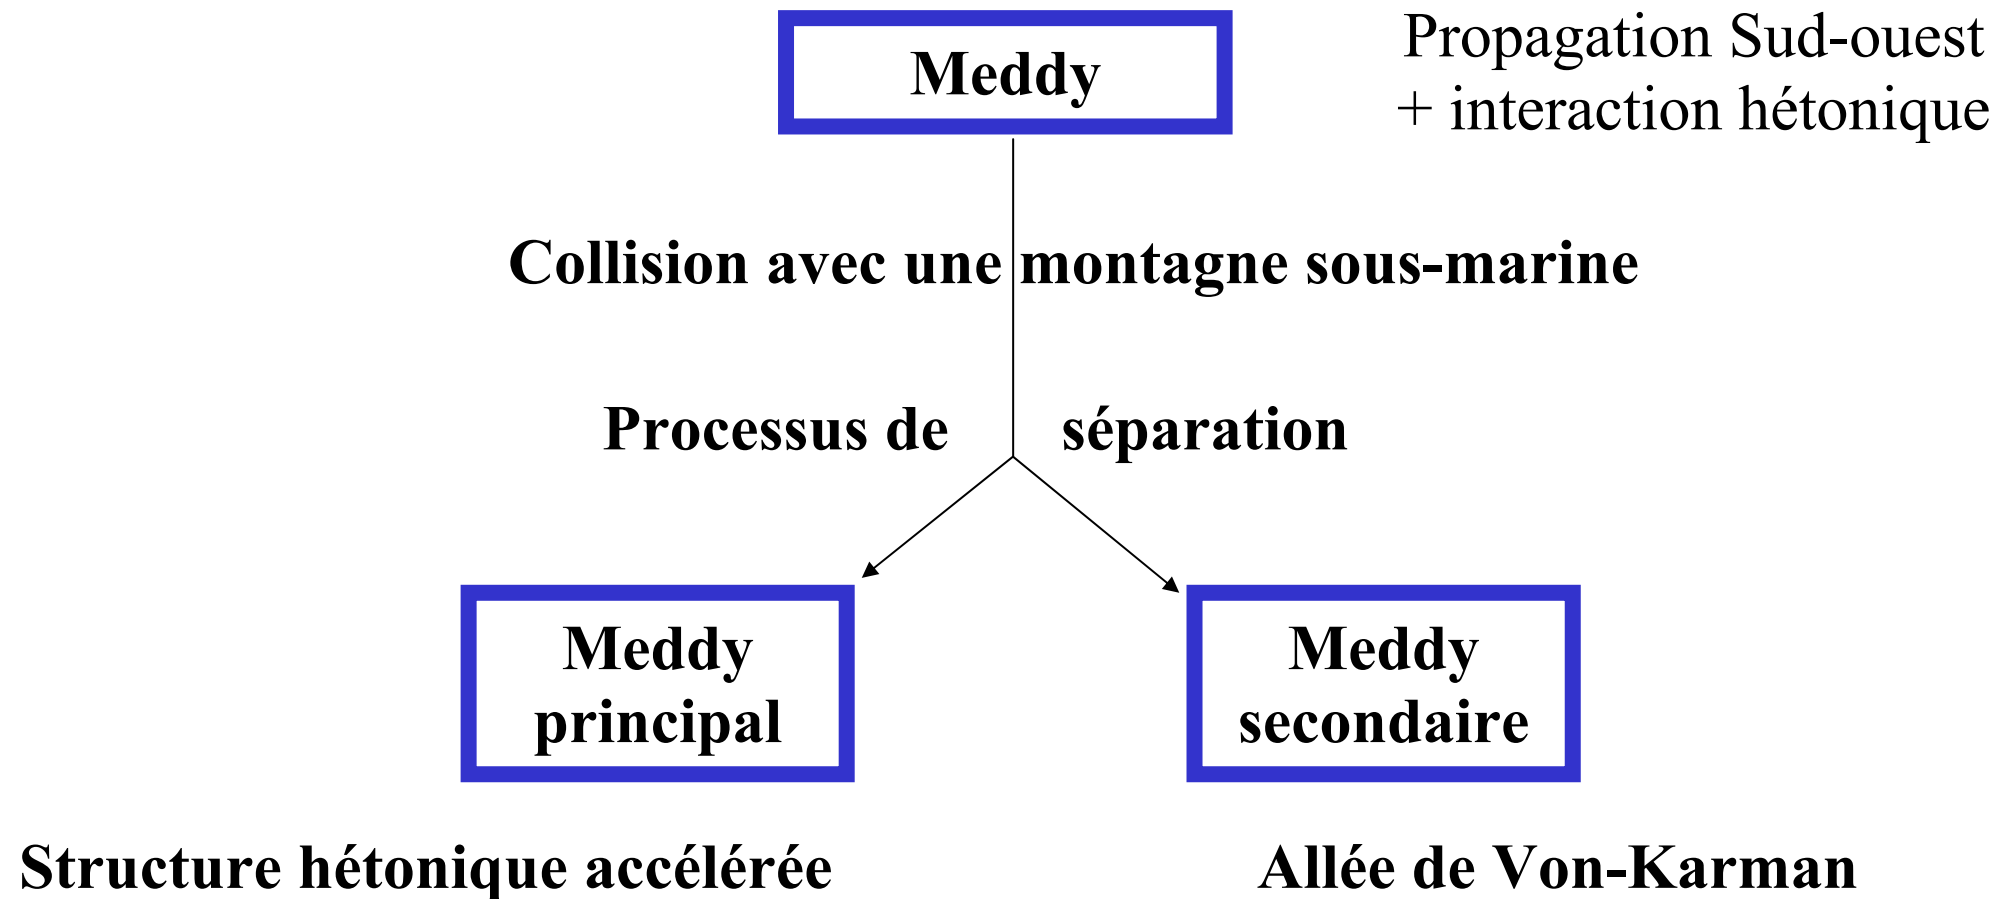 Meddy
Propagation Sud-ouest
+ interaction hétonique
Collision avec une montagne sous-marine
Processus de séparation
Meddy
principal
Meddy
secondaire
Structure hétonique accélérée
Allée de Von-Karman